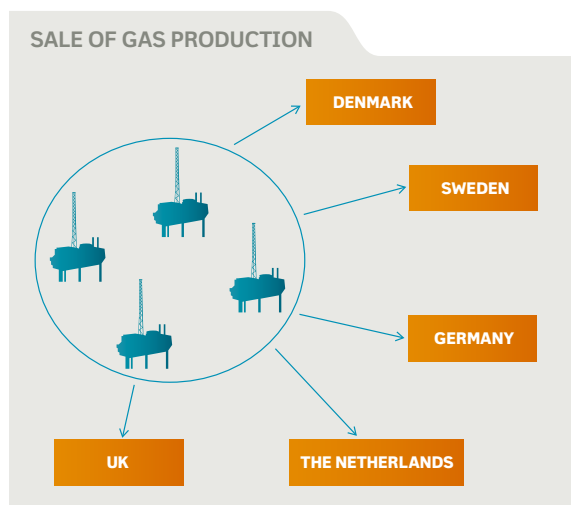 SALE OF GAS PRODUCTION
DENMARK
SWEDEN
GERMANY
UK
THE NETHERLANDS